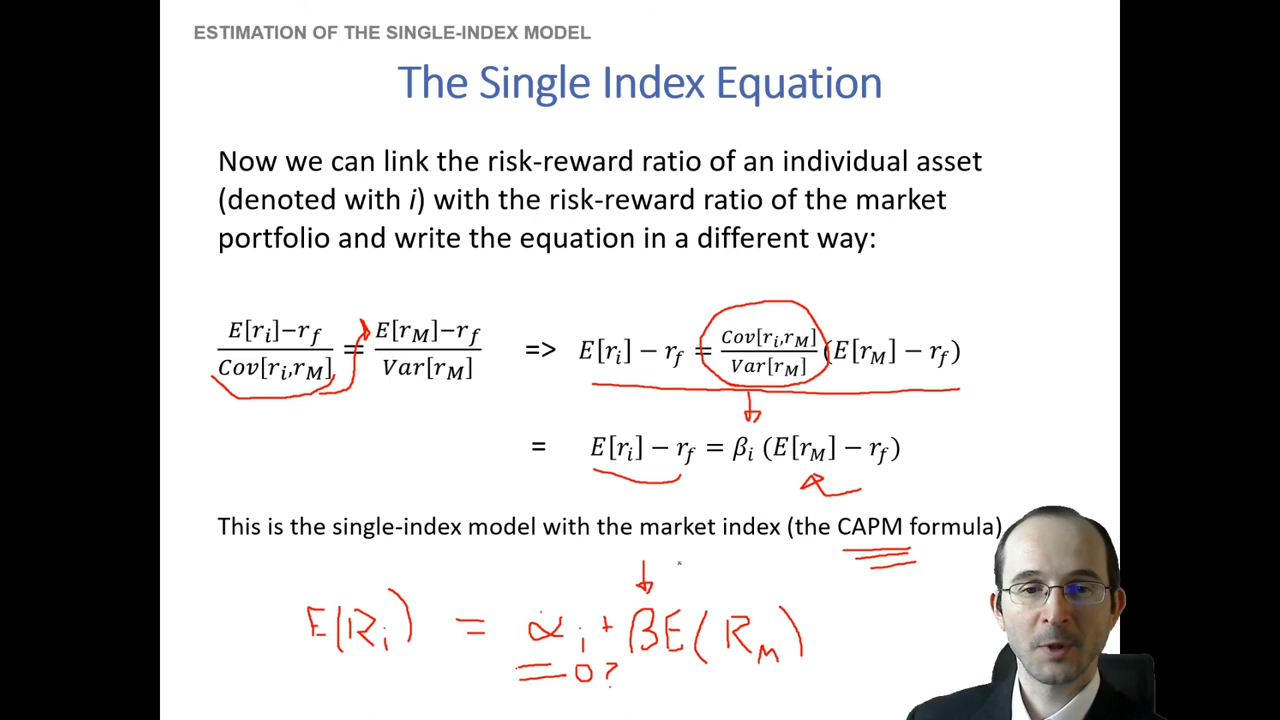 ESTIMATION OF THE SINGLE-INDEX MODEL
The Single Index Equation
Now we can link the risk-reward ratio of an individual asset
(denoted with i) with the risk-reward ratio of the market
portfolio and write the equation in a different way:
E[r_i]−r_f / Cov[r_i,r_M] = E[r_M]−r_f / Var[r_M] => E[r_i] − r_f = Cov[r_i,r_M] / Var[r_M] (E[r_M] − r_f)
= E[r_i] − r_f = β_i (E[r_M] − r_f)
This is the single-index model with the market index (the CAPM formula)
E(R_i) = α_i + βE(R_M)
=0?